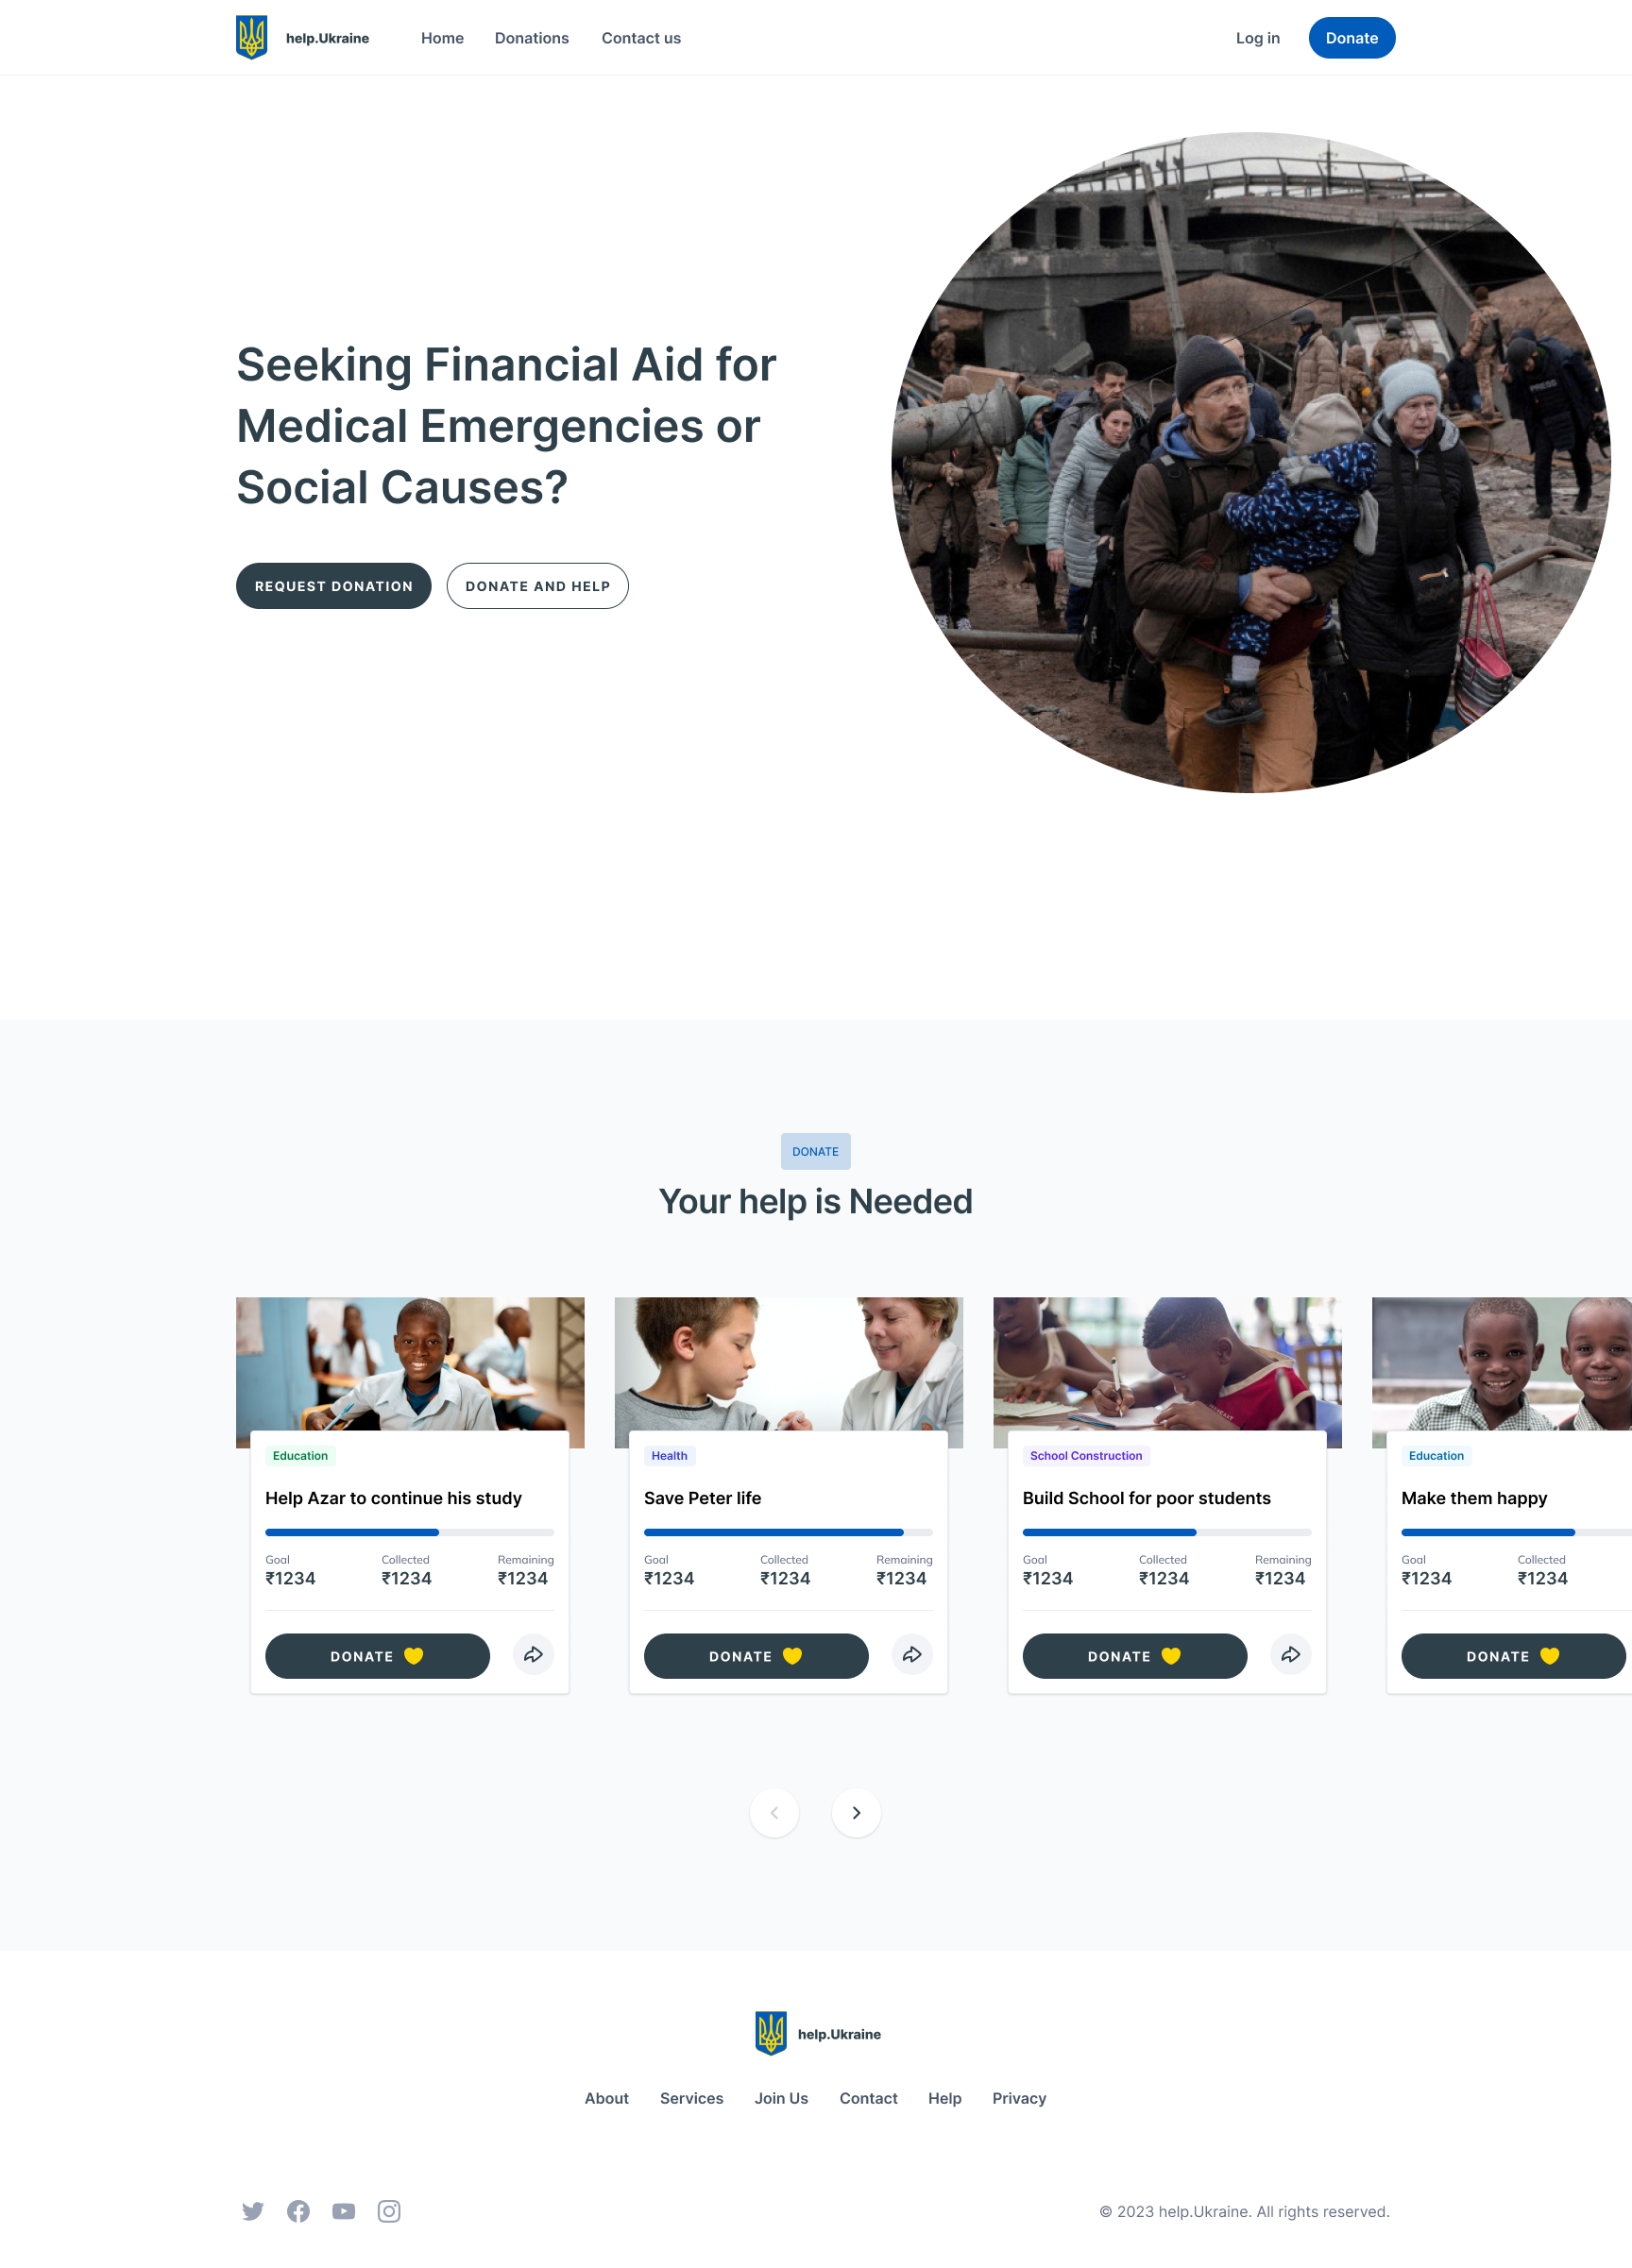 help.Ukraine
Home
Donations
Contact us
Log in
Donate
PRESS
Seeking Financial Aid for
Medical Emergencies or
Social Causes?
REQUEST DONATION
DONATE AND HELP
DONATE
Your help is Needed
Education
Help Azar to continue his study
Goal
Collected
Remaining
₹1234
₹1234
₹1234
DONATE
Health
Save Peter life
Goal
Collected
Remaining
₹1234
₹1234
₹1234
DONATE
School Construction
Build School for poor students
Goal
Collected
Remaining
₹1234
₹1234
₹1234
DONATE
Education
Make them happy
Goal
Collected
₹1234
₹1234
DONATE
help.Ukraine
About
Services
Join Us
Contact
Help
Privacy
© 2023 help.Ukraine. All rights reserved.